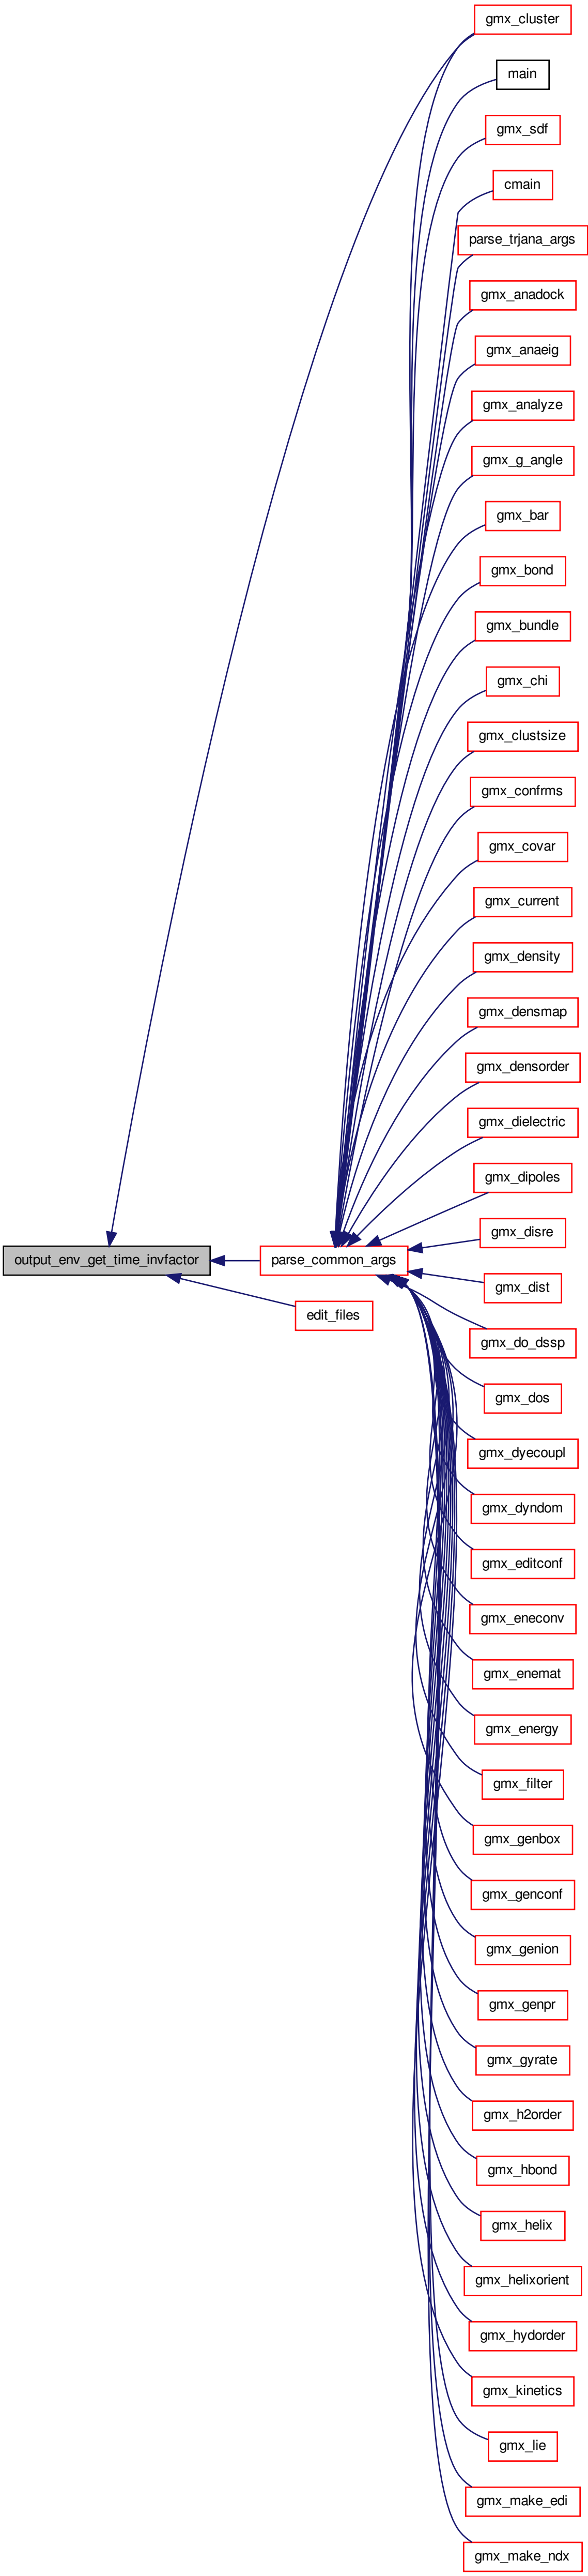 gmx_cluster
main
gmx_sdf
cmain
parse_trjana_args
gmx_anadock
gmx_anaeig
gmx_analyze
gmx_g_angle
gmx_bar
gmx_bond
gmx_bundle
gmx_chi
gmx_clustsize
gmx_confrms
gmx_covar
gmx_current
gmx_density
gmx_densmap
gmx_densorder
gmx_dielectric
gmx_dipoles
gmx_disre
output_env_get_time_invfactor
parse_common_args
gmx_dist
edit_files
gmx_do_dssp
gmx_dos
gmx_dyecoupl
gmx_dyndom
gmx_editconf
gmx_eneconv
gmx_enemat
gmx_energy
gmx_filter
gmx_genbox
gmx_genconf
gmx_genion
gmx_genpr
gmx_gyrate
gmx_h2order
gmx_hbond
gmx_helix
gmx_helixorient
gmx_hydorder
gmx_kinetics
gmx_lie
gmx_make_edi
gmx_make_ndx